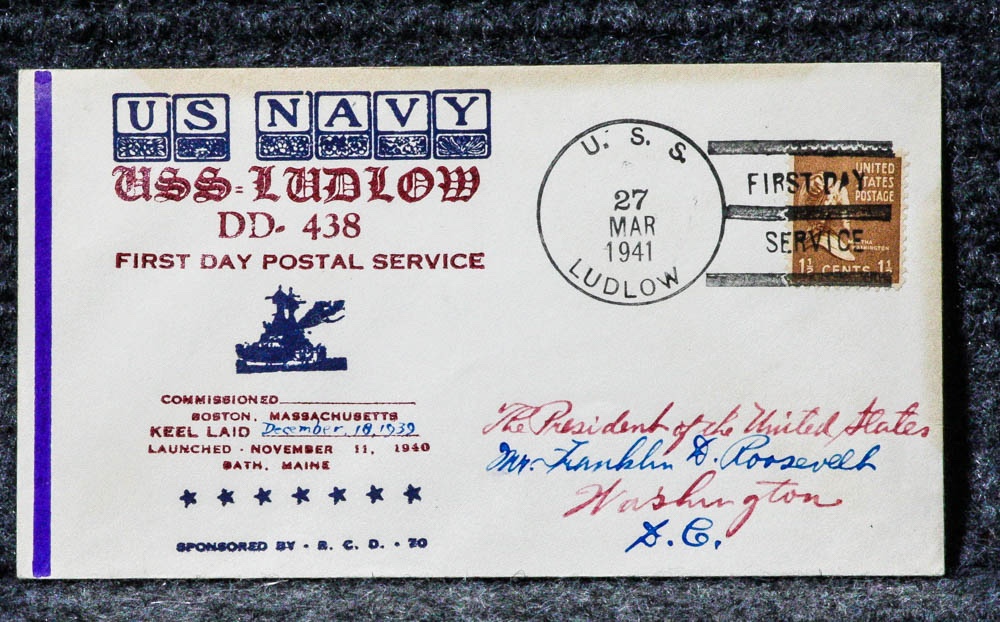 US NAVY
USS=LUDLOW
DD- 438
FIRST DAY POSTAL SERVICE
COMMISSIONED
BOSTON, MASSACHUSETTS
KEEL LAID December, 18, 1939
LAUNCHED - NOVEMBER 11, 1940
BATH, MAINE
SPONSORED BY - R. C. D. - 70
U. S. S.
27
MAR
1941
LUDLOW
FIRST DAY
SERVICE
UNITED
STATES
POSTAGE
MARTHA
WASHINGTON
1½ CENTS 1½
The President of the United States
Mr. Franklin D. Roosevelt
Washington
D.C.